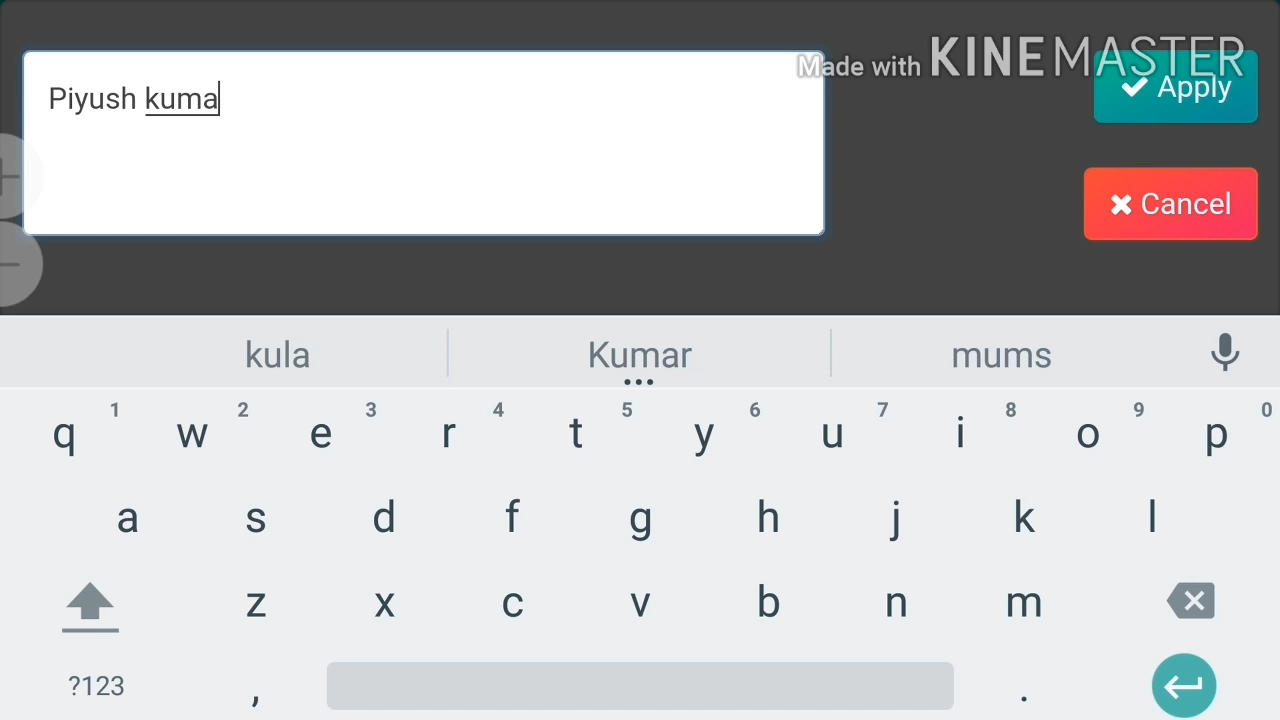 Made with KINEMASTER
Piyush kuma
Apply
Cancel
kula Kumar mums
1 2 3 4 5 6 7 8 9 0
q w e r t y u i o p
a s d f g h j k l
z x c v b n m
?123 , .